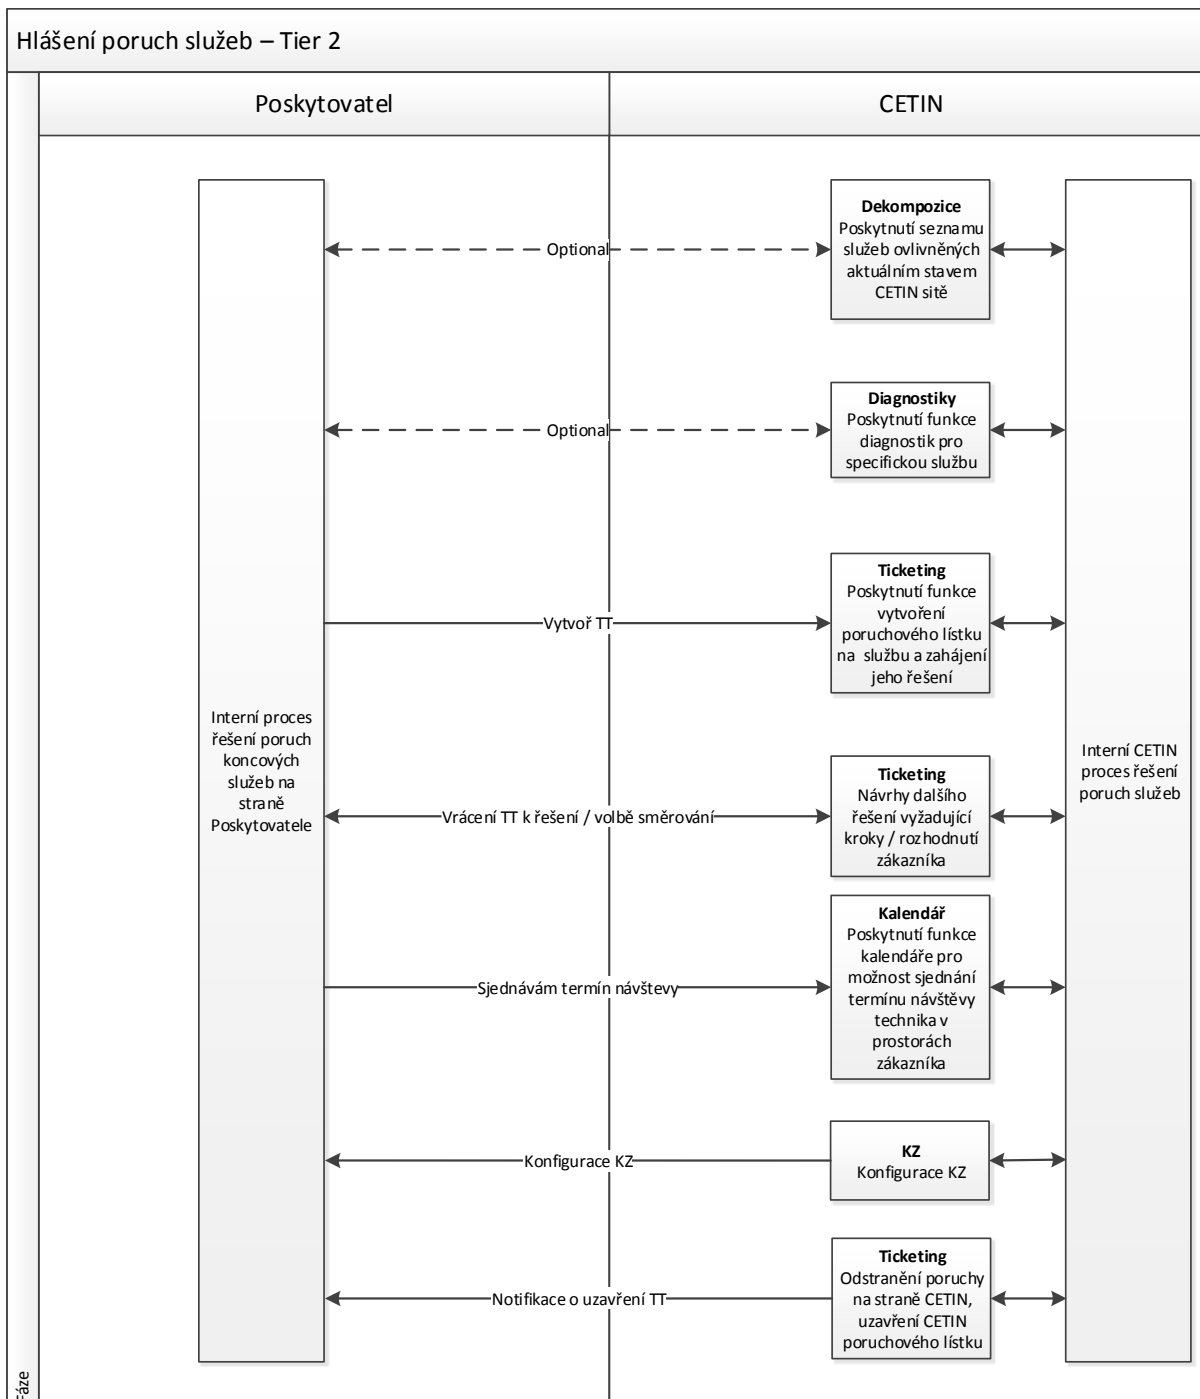 Hlášení poruch služeb – Tier 2
Poskytovatel
CETIN
Dekompozice
Poskytnutí seznamu
služeb ovlivněných
aktuálním stavem
CETIN sítě
Optional
Diagnostiky
Poskytnutí funkce
diagnostik pro
specifickou službu
Optional
Ticketing
Poskytnutí funkce
vytvoření
poruchového lístku
na službu a zahájení
jeho řešení
Vytvoř TT
Interní proces
řešení poruch
koncových
služeb na
straně
Poskytovatele
Interní CETIN
proces řešení
poruch služeb
Ticketing
Návrhy dalšího
řešení vyžadující
kroky / rozhodnutí
zákazníka
Vrácení TT k řešení / volbě směrování
Kalendář
Poskytnutí funkce
kalendáře pro
možnost sjednání
termínu návštěvy
technika v
prostorách
zákazníka
Sjednávám termín návštevy
KZ
Konfigurace KZ
Konfigurace KZ
Ticketing
Odstranění poruchy
na straně CETIN,
uzavření CETIN
poruchového lístku
Notifikace o uzavření TT
Fáze